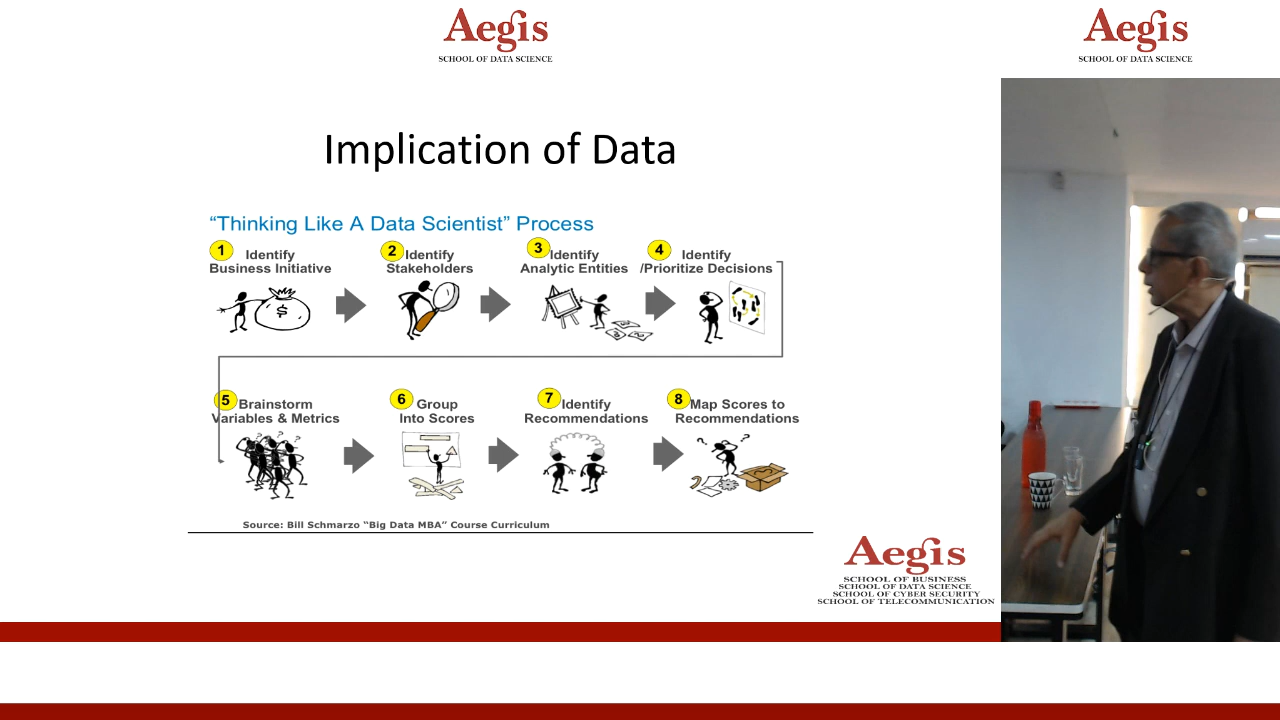 Aegis
SCHOOL OF DATA SCIENCE
Aegis
SCHOOL OF DATA SCIENCE
Implication of Data
“Thinking Like A Data Scientist” Process
1 Identify
Business Initiative
2 Identify
Stakeholders
3 Identify
Analytic Entities
4 Identify
/Prioritize Decisions
$
5 Brainstorm
Variables & Metrics
6 Group
Into Scores
7 Identify
Recommendations
8 Map Scores to
Recommendations
Source: Bill Schmarzo “Big Data MBA” Course Curriculum
Aegis
SCHOOL OF BUSINESS
SCHOOL OF DATA SCIENCE
SCHOOL OF CYBER SECURITY
SCHOOL OF TELECOMMUNICATION